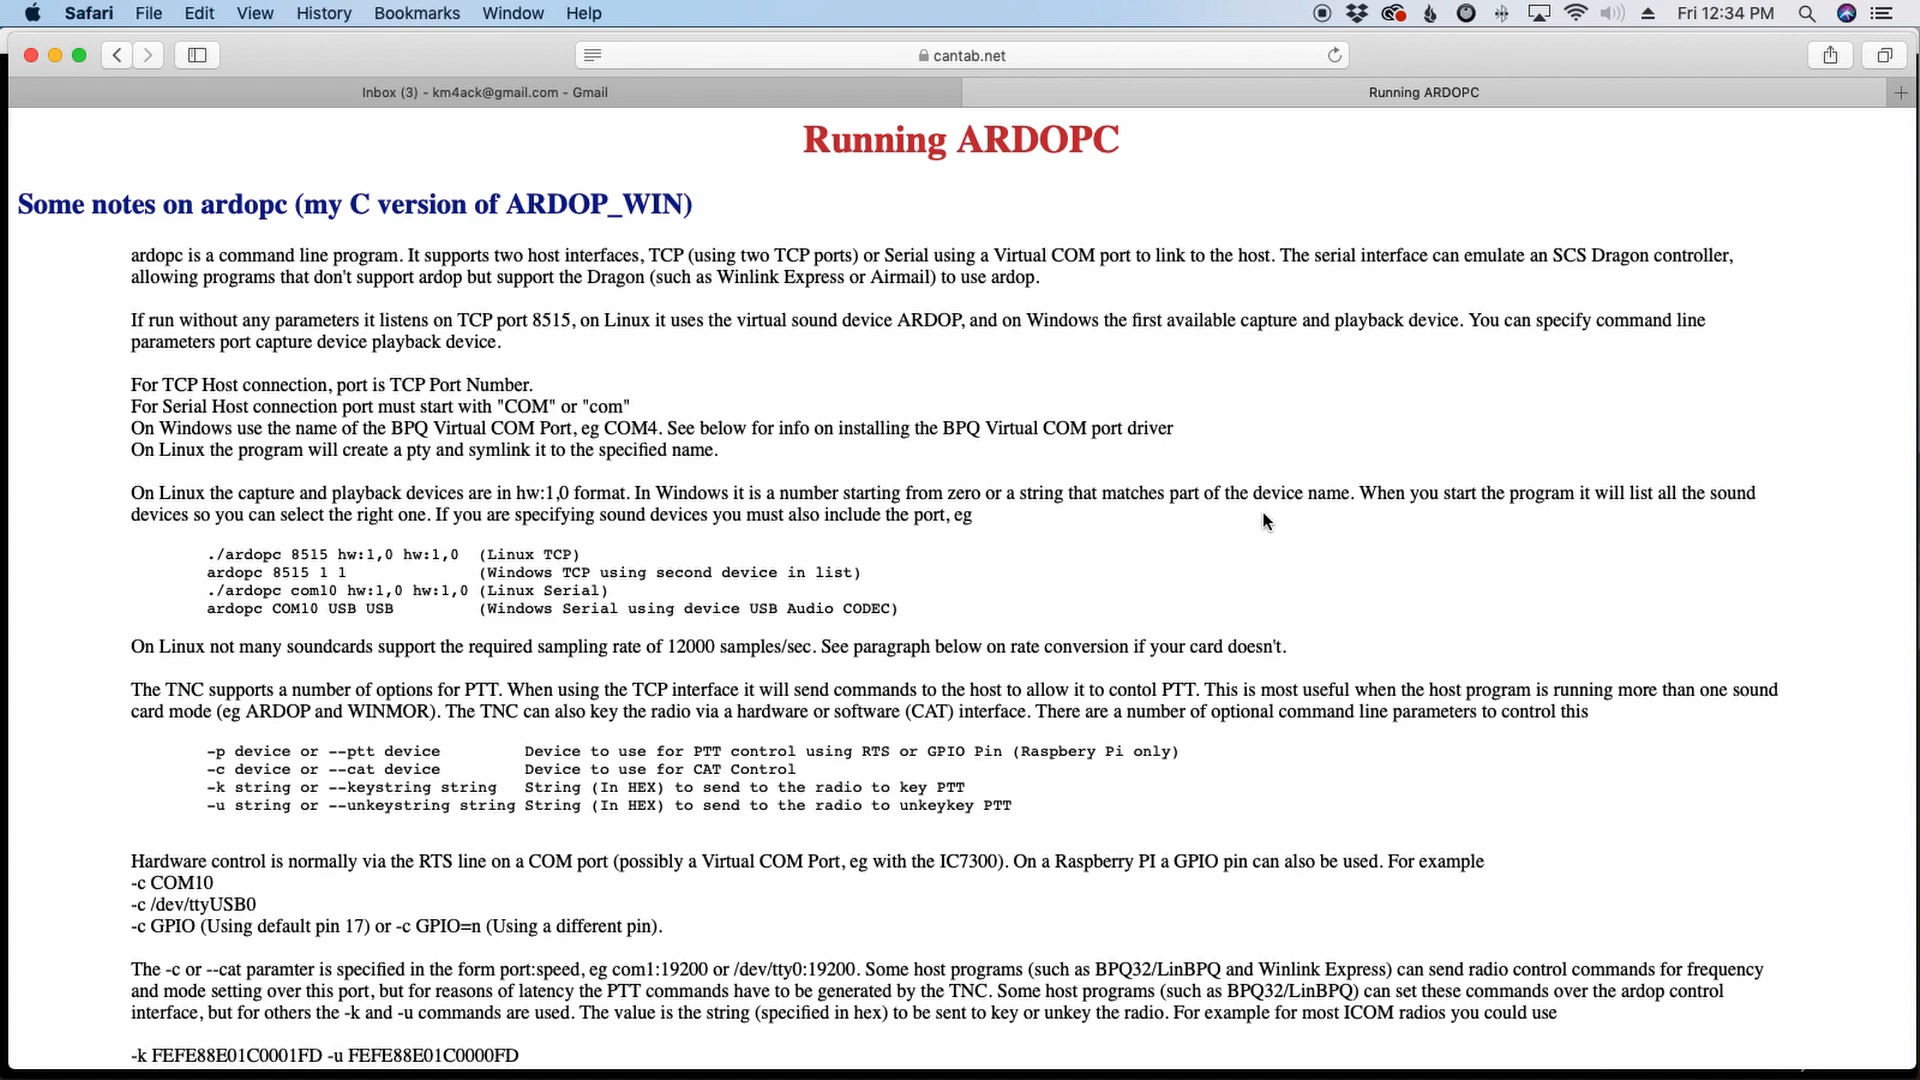 Safari File Edit View History Bookmarks Window Help Fri 12:34 PM
cantab.net
Inbox (3) - km4ack@gmail.com - Gmail Running ARDOPC
Running ARDOPC
Some notes on ardopc (my C version of ARDOP_WIN)
ardopc is a command line program. It supports two host interfaces, TCP (using two TCP ports) or Serial using a Virtual COM port to link to the host. The serial interface can emulate an SCS Dragon controller,
allowing programs that don't support ardop but support the Dragon (such as Winlink Express or Airmail) to use ardop.
If run without any parameters it listens on TCP port 8515, on Linux it uses the virtual sound device ARDOP, and on Windows the first available capture and playback device. You can specify command line
parameters port capture device playback device.
For TCP Host connection, port is TCP Port Number.
For Serial Host connection port must start with "COM" or "com"
On Windows use the name of the BPQ Virtual COM Port, eg COM4. See below for info on installing the BPQ Virtual COM port driver
On Linux the program will create a pty and symlink it to the specified name.
On Linux the capture and playback devices are in hw:1,0 format. In Windows it is a number starting from zero or a string that matches part of the device name. When you start the program it will list all the sound
devices so you can select the right one. If you are specifying sound devices you must also include the port, eg
./ardopc 8515 hw:1,0 hw:1,0 (Linux TCP)
ardopc 8515 1 1 (Windows TCP using second device in list)
./ardopc com10 hw:1,0 hw:1,0 (Linux Serial)
ardopc COM10 USB USB (Windows Serial using device USB Audio CODEC)
On Linux not many soundcards support the required sampling rate of 12000 samples/sec. See paragraph below on rate conversion if your card doesn't.
The TNC supports a number of options for PTT. When using the TCP interface it will send commands to the host to allow it to contol PTT. This is most useful when the host program is running more than one sound
card mode (eg ARDOP and WINMOR). The TNC can also key the radio via a hardware or software (CAT) interface. There are a number of optional command line parameters to control this
-p device or --ptt device Device to use for PTT control using RTS or GPIO Pin (Raspbery Pi only)
-c device or --cat device Device to use for CAT Control
-k string or --keystring string String (In HEX) to send to the radio to key PTT
-u string or --unkeystring string String (In HEX) to send to the radio to unkeykey PTT
Hardware control is normally via the RTS line on a COM port (possibly a Virtual COM Port, eg with the IC7300). On a Raspberry PI a GPIO pin can also be used. For example
-c COM10
-c /dev/ttyUSB0
-c GPIO (Using default pin 17) or -c GPIO=n (Using a different pin).
The -c or --cat paramter is specified in the form port:speed, eg com1:19200 or /dev/tty0:19200. Some host programs (such as BPQ32/LinBPQ and Winlink Express) can send radio control commands for frequency
and mode setting over this port, but for reasons of latency the PTT commands have to be generated by the TNC. Some host programs (such as BPQ32/LinBPQ) can set these commands over the ardop control
interface, but for others the -k and -u commands are used. The value is the string (specified in hex) to be sent to key or unkey the radio. For example for most ICOM radios you could use
-k FEFE88E01C0001FD -u FEFE88E01C0000FD